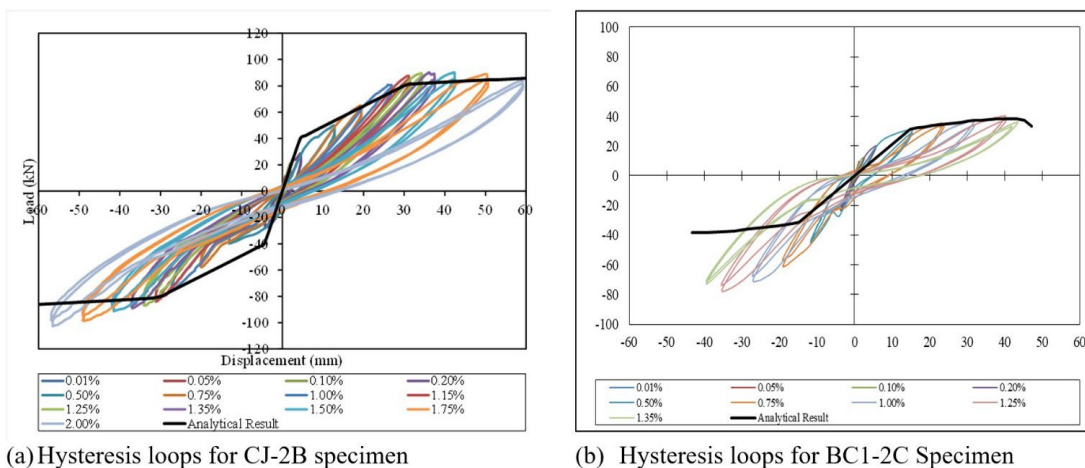 120
100
80
60
40
20
0
-20
-40
-60
-80
-100
-120
-60 -50 -40 -30 -20 -10 0 10 20 30 40 50 60
Load (kN)
Displacement (mm)
0.01% 0.05% 0.10% 0.20%
0.50% 0.75% 1.00% 1.15%
1.25% 1.35% 1.50% 1.75%
2.00% Analytical Result
(a) Hysteresis loops for CJ-2B specimen
100
80
60
40
20
0
-20
-40
-60
-80
-100
-60 -50 -40 -30 -20 -10 0 10 20 30 40 50 60
0.01% 0.05% 0.10% 0.20%
0.50% 0.75% 1.00% 1.25%
1.35% Analytical Result
(b) Hysteresis loops for BC1-2C Specimen